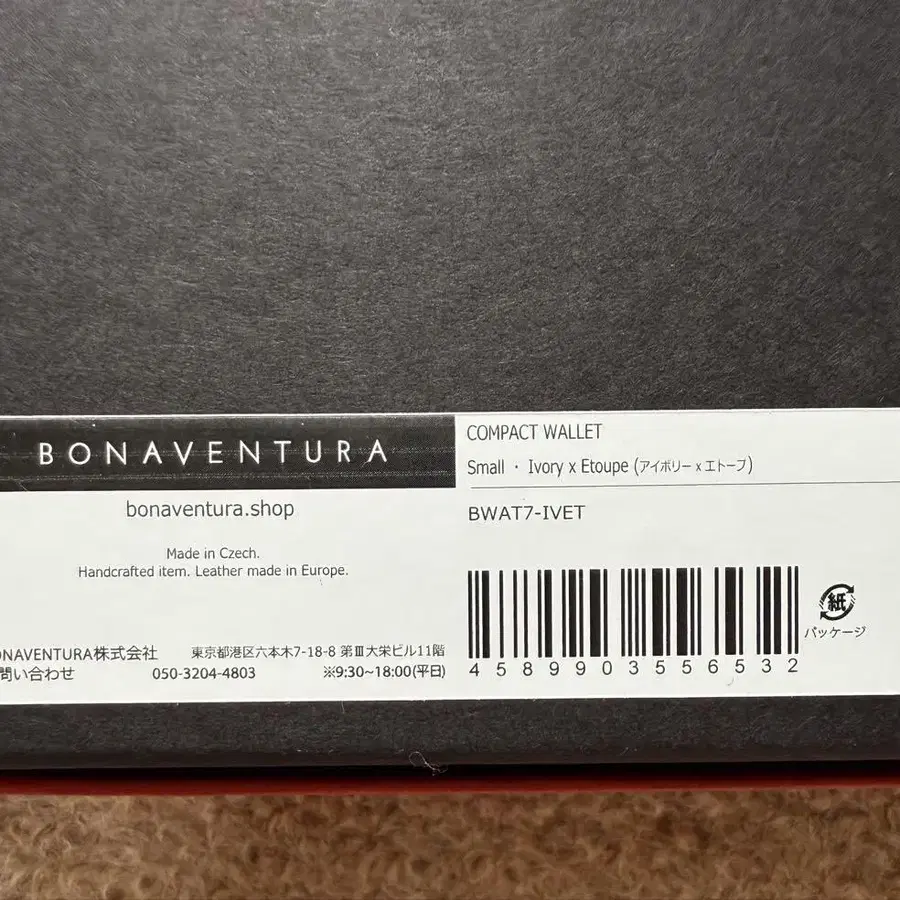 BONAVENTURA
bonaventura.shop
Made in Czech.
Handcrafted item. Leather made in Europe.
ONAVENTURA株式会社 東京都港区六本木7-18-8 第Ⅲ大栄ビル11階
問い合わせ 050-3204-4803 ※9:30~18:00(平日)
COMPACT WALLET
Small · Ivory x Etoupe (アイボリー x エトープ)
BWAT7-IVET
4589903556532
紙
パッケージ